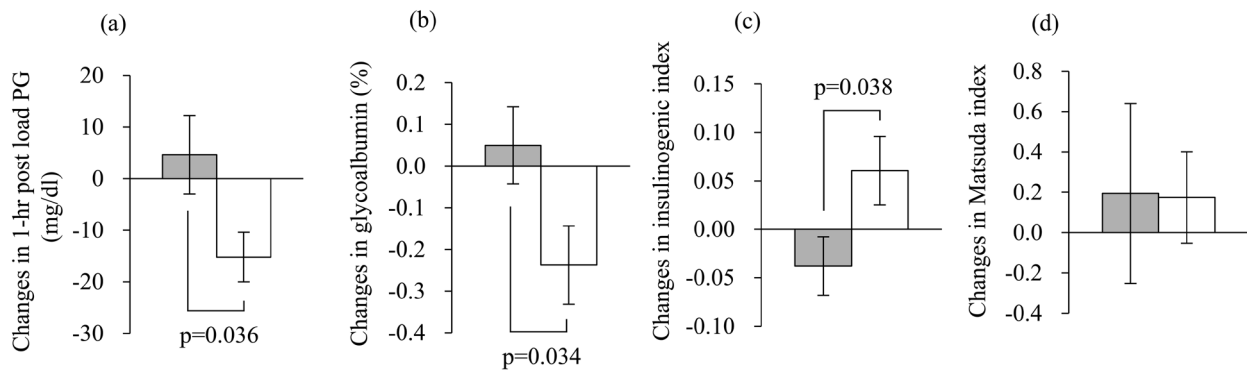 (a)
Changes in 1-hr post load PG
(mg/dl)
20
10
0
-10
-20
-30
p=0.036
(b)
Changes in glycoalbumin (%)
0.2
0.1
0.0
-0.1
-0.2
-0.3
-0.4
p=0.034
(c)
Changes in insulinogenic index
0.15
0.10
0.05
0.00
-0.05
-0.10
p=0.038
(d)
Changes in Matsuda index
0.8
0.6
0.4
0.2
0.0
-0.2
-0.4